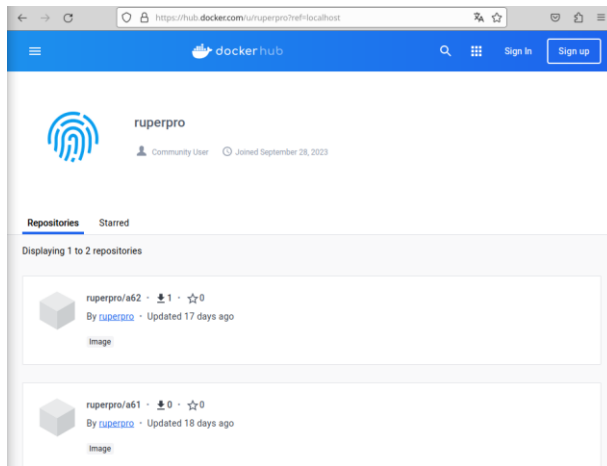 https://hub.docker.com/u/ruperpro?ref=localhost
dockerhub
Sign In
Sign up
ruperpro
Community User
Joined September 28, 2023
Repositories
Starred
Displaying 1 to 2 repositories
ruperpro/a62 · 1 · 0
By ruperpro · Updated 17 days ago
Image
ruperpro/a61 · 0 · 0
By ruperpro · Updated 18 days ago
Image